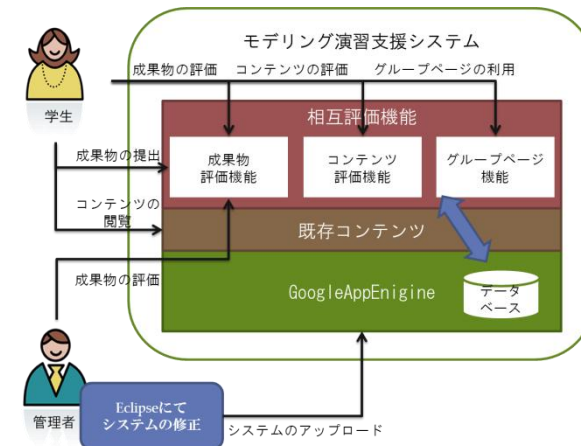 モデリング演習支援システム
成果物の評価
コンテンツの評価
グループページの利用
学生
相互評価機能
成果物の提出
成果物
評価機能
コンテンツ
評価機能
グループページ
機能
コンテンツの
閲覧
既存コンテンツ
成果物の評価
GoogleAppEnigine
データ
ベース
管理者
Eclipseにて
システムの修正
システムのアップロード